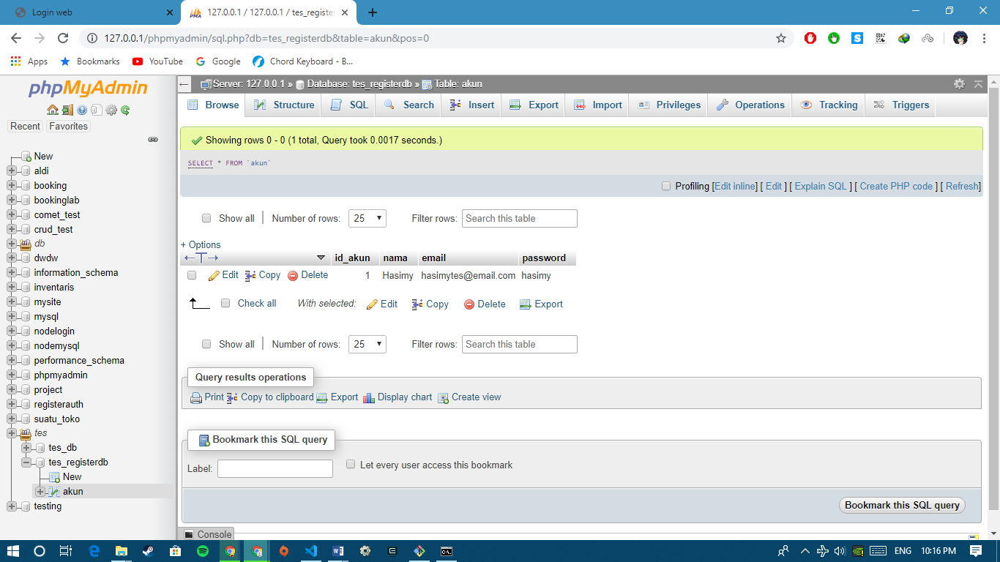 Login web
127.0.0.1 / 127.0.0.1 / tes_registe
127.0.0.1/phpmyadmin/sql.php?db=tes_registerdb&table=akun&pos=0
Apps Bookmarks YouTube Google Chord Keyboard - B...
phpMyAdmin
Recent Favorites
New
aldi
booking
bookinglab
comet_test
crud_test
db
dwdw
information_schema
inventaris
mysite
mysql
nodelogin
nodemysql
performance_schema
phpmyadmin
project
registerauth
suatu_toko
tes
tes_db
tes_registerdb
New
akun
testing
Server: 127.0.0.1 » Database: tes_registerdb » Table: akun
Browse Structure SQL Search Insert Export Import Privileges Operations Tracking Triggers
Showing rows 0 - 0 (1 total, Query took 0.0017 seconds.)
SELECT * FROM `akun`
Profiling [Edit inline] [ Edit ] [ Explain SQL ] [ Create PHP code ] [ Refresh]
Show all Number of rows: 25 Filter rows: Search this table
+ Options
id_akun nama email password
Edit Copy Delete 1 Hasimy hasimytes@email.com hasimy
Check all With selected: Edit Copy Delete Export
Show all Number of rows: 25 Filter rows: Search this table
Query results operations
Print Copy to clipboard Export Display chart Create view
Bookmark this SQL query
Label: Let every user access this bookmark
Bookmark this SQL query
Console
ENG 10:16 PM